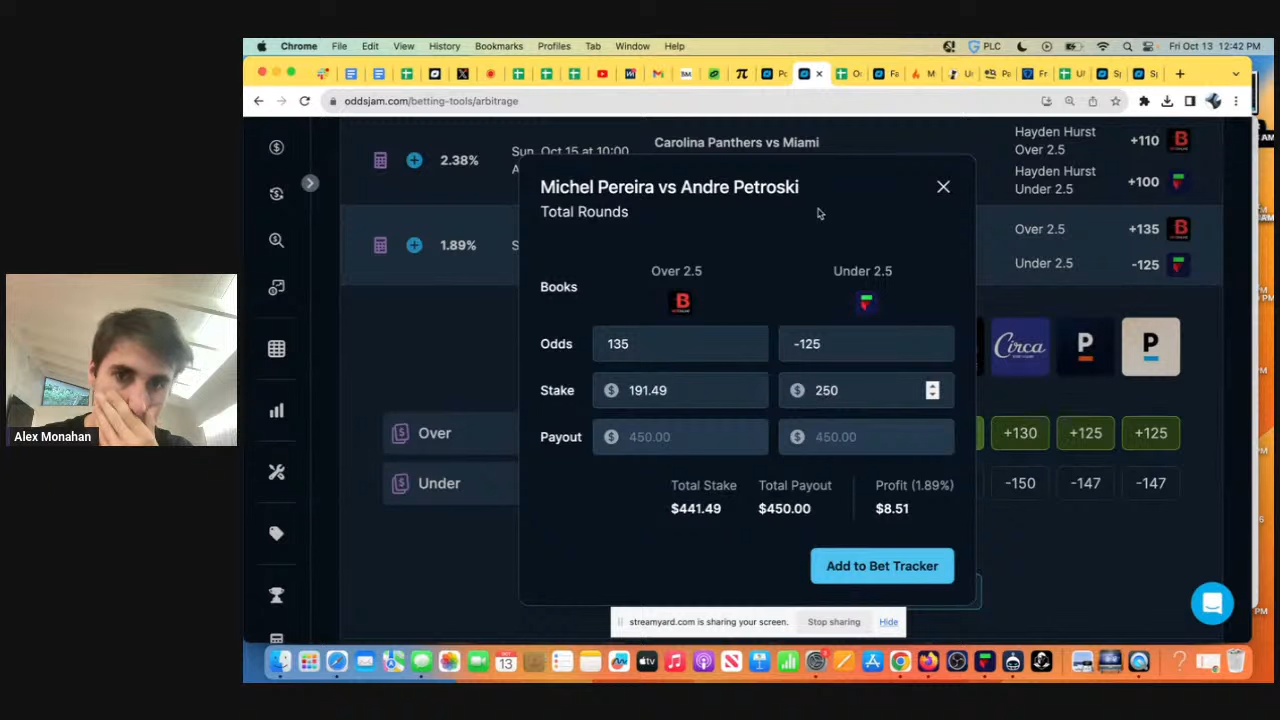 Chrome File Edit View History Bookmarks Profiles Tab Window Help
PLC Fri Oct 13 12:42 PM
oddsjam.com/betting-tools/arbitrage
2.38%
Sun, Oct 15 at 10:00
Carolina Panthers vs Miami
Hayden Hurst
Over 2.5
+110
Hayden Hurst
Under 2.5
+100
1.89%
Over 2.5 +135
Under 2.5 -125
Michel Pereira vs Andre Petroski
Total Rounds
Books
Over 2.5
Under 2.5
Odds 135 -125
Stake 191.49 250
Payout 450.00 450.00
Total Stake Total Payout Profit (1.89%)
$441.49 $450.00 $8.51
Add to Bet Tracker
Circa
Over +130 +125 +125
Under -150 -147 -147
streamyard.com is sharing your screen. Stop sharing Hide
Alex Monahan